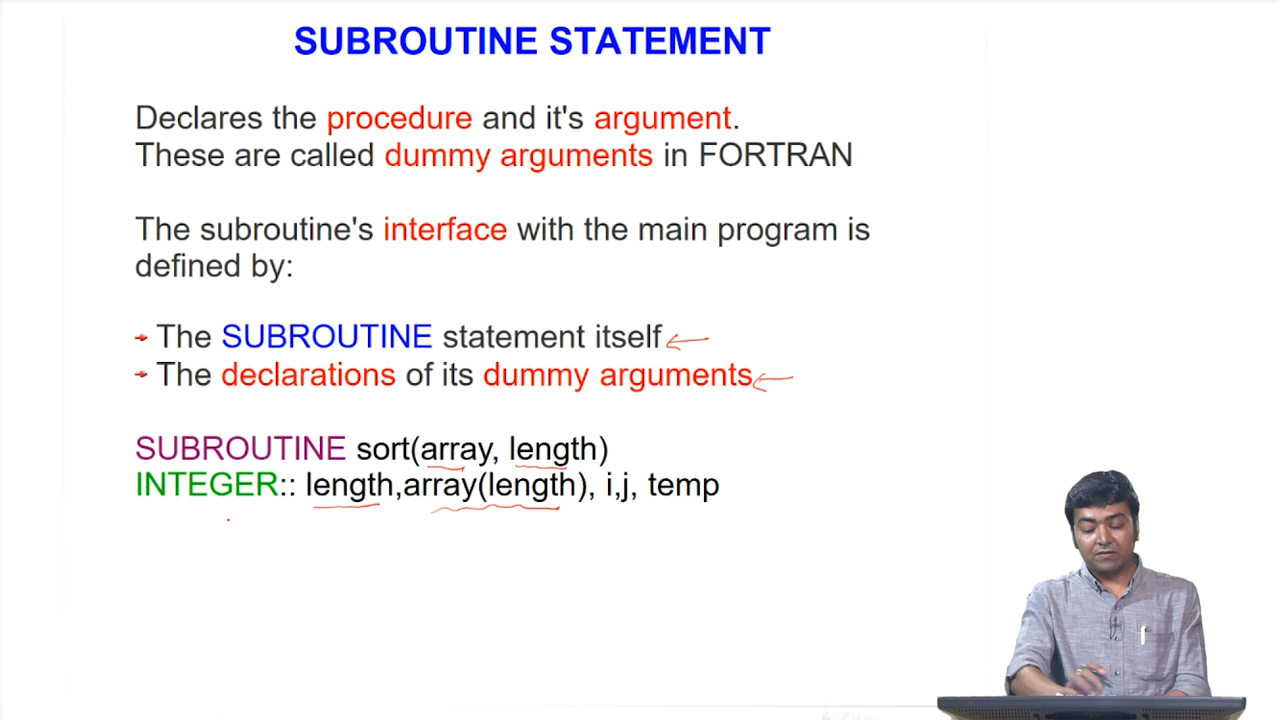 SUBROUTINE STATEMENT
Declares the procedure and it's argument.
These are called dummy arguments in FORTRAN
The subroutine's interface with the main program is
defined by:
The SUBROUTINE statement itself
The declarations of its dummy arguments
SUBROUTINE sort(array, length)
INTEGER:: length,array(length), i,j, temp